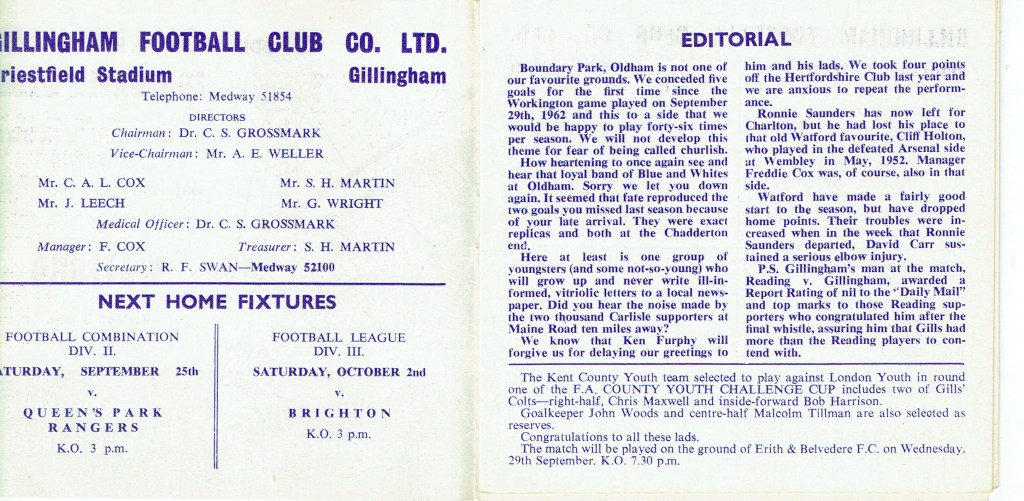 GILLINGHAM FOOTBALL CLUB CO. LTD.
riestfield Stadium Gillingham
Telephone: Medway 51854
DIRECTORS
Chairman: Dr. C. S. GROSSMARK
Vice-Chairman: Mr. A. E. WELLER
Mr. C. A. L. COX Mr. S. H. MARTIN
Mr. J. LEECH Mr. G. WRIGHT
Medical Officer: Dr. C. S. GROSSMARK
Manager: F. COX Treasurer: S. H. MARTIN
Secretary: R. F. SWAN—Medway 52100
NEXT HOME FIXTURES
FOOTBALL COMBINATION
DIV. II.
ATURDAY, SEPTEMBER 25th
v.
QUEEN'S PARK
RANGERS
K.O. 3 p.m.
FOOTBALL LEAGUE
DIV. III.
SATURDAY, OCTOBER 2nd
v.
BRIGHTON
K.O. 3 p.m.
EDITORIAL
Boundary Park, Oldham is not one of
our favourite grounds. We conceded five
goals for the first time since the
Workington game played on September
29th, 1962 and this to a side that we
would be happy to play forty-six times
per season. We will not develop this
theme for fear of being called churlish.
How heartening to once again see and
hear that loyal band of Blue and Whites
at Oldham. Sorry we let you down
again. It seemed that fate reproduced the
two goals you missed last season because
of your late arrival. They were exact
replicas and both at the Chadderton
end.
Here at least is one group of
youngsters (and some not-so-young) who
will grow up and never write ill-in-
formed, vitriolic letters to a local news-
paper. Did you hear the noise made by
the two thousand Carlisle supporters at
Maine Road ten miles away?
We know that Ken Furphy will
forgive us for delaying our greetings to
him and his lads. We took four points
off the Hertfordshire Club last year and
we are anxious to repeat the perform-
ance.
Ronnie Saunders has now left for
Charlton, but he had lost his place to
that old Watford favourite, Cliff Holton,
who played in the defeated Arsenal side
at Wembley in May, 1952. Manager
Freddie Cox was, of course, also in that
side.
Watford have made a fairly good
start to the season, but have dropped
home points. Their troubles were in-
creased when in the week that Ronnie
Saunders departed, David Carr sus-
tained a serious elbow injury.
P.S. Gillingham's man at the match,
Reading v. Gillingham, awarded a
Report Rating of nil to the "Daily Mail"
and top marks to those Reading sup-
porters who congratulated him after the
final whistle, assuring him that Gills had
more than the Reading players to con-
tend with.
The Kent County Youth team selected to play against London Youth in round
one of the F.A. COUNTY YOUTH CHALLENGE CUP includes two of Gills'
Colts—right-half, Chris Maxwell and inside-forward Bob Harrison.
Goalkeeper John Woods and centre-half Malcolm Tillman are also selected as
reserves.
Congratulations to all these lads.
The match will be played on the ground of Erith & Belvedere F.C. on Wednesday,
29th September. K.O. 7.30 p.m.